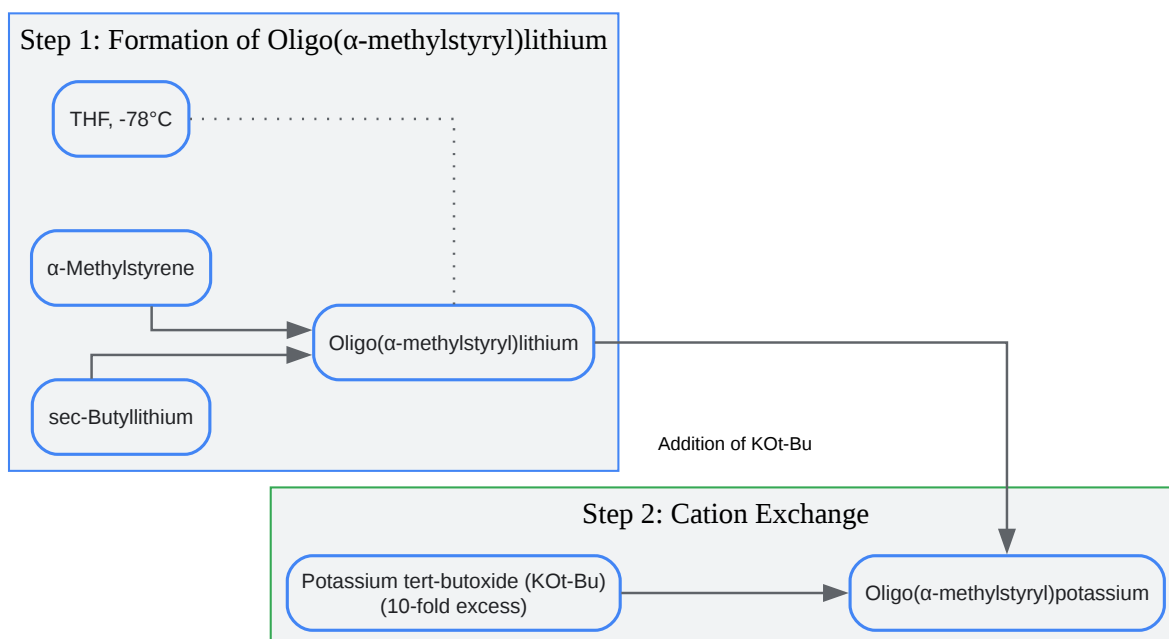 Step 1: Formation of Oligo(α-methylstyryl)lithium
THF, -78°C
α-Methylstyrene
Oligo(α-methylstyryl)lithium
sec-Butyllithium
Addition of KOt-Bu
Step 2: Cation Exchange
Potassium tert-butoxide (KOt-Bu)
(10-fold excess)
Oligo(α-methylstyryl)potassium